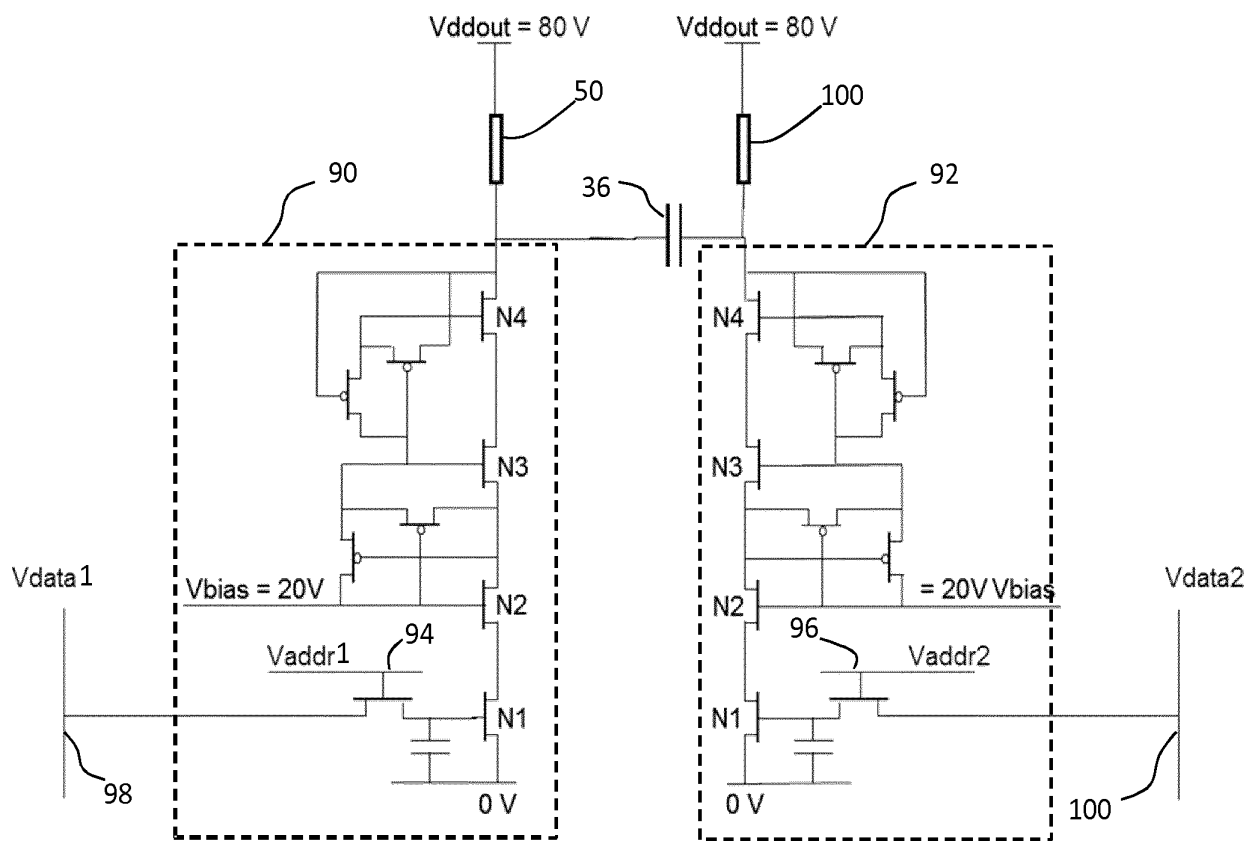 Vddout = 80 V
Vddout = 80 V
50
100
90
36
92
N4
N4
N3
N3
Vdata1
Vbias = 20V
N2
N2
= 20V Vbias
Vdata2
94
96
Vaddr1
Vaddr2
N1
N1
98
0 V
0 V
100